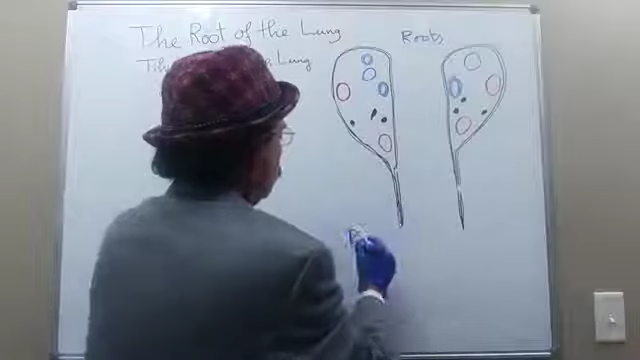 The Root of the Lung
Roots
Lung